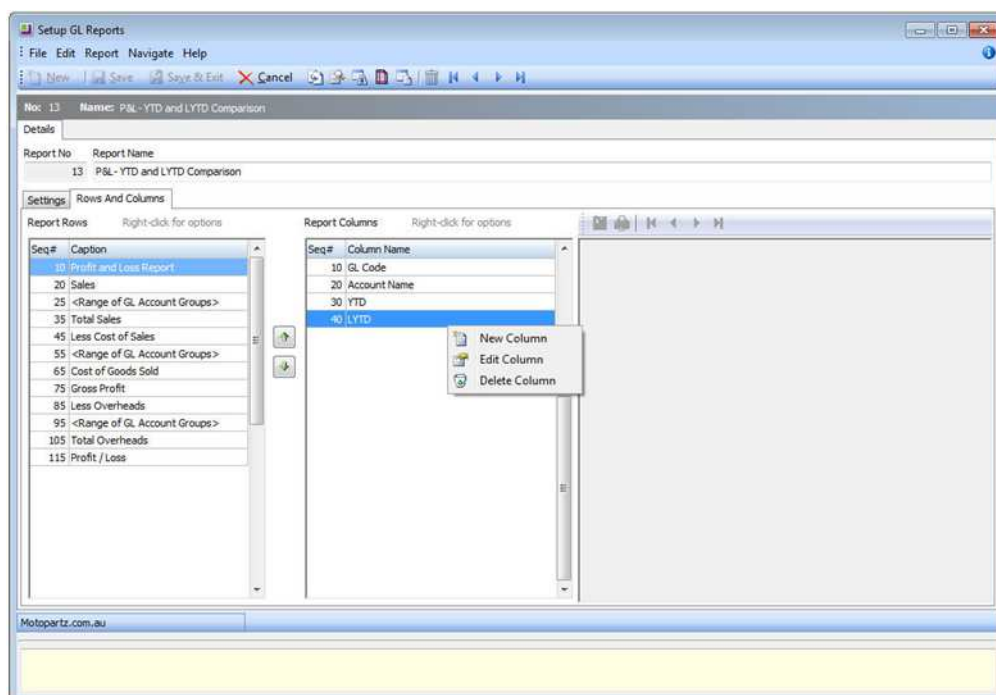 Setup GL Reports
File Edit Report Navigate Help
New Save Save & Exit Cancel
No: 13 Name: P&L - YTD and LYTD Comparison
Details
Report No Report Name
13 P&L - YTD and LYTD Comparison
Settings Rows And Columns
Report Rows Right-click for options Report Columns Right-click for options
Seq# Caption Seq# Column Name
10 Profit and Loss Report 10 GL Code
20 Sales 20 Account Name
25 <Range of GL Account Groups> 30 YTD
35 Total Sales 40 LYTD
45 Less Cost of Sales New Column
55 <Range of GL Account Groups> Edit Column
65 Cost of Goods Sold Delete Column
75 Gross Profit
85 Less Overheads
95 <Range of GL Account Groups>
105 Total Overheads
115 Profit / Loss
Motopartz.com.au